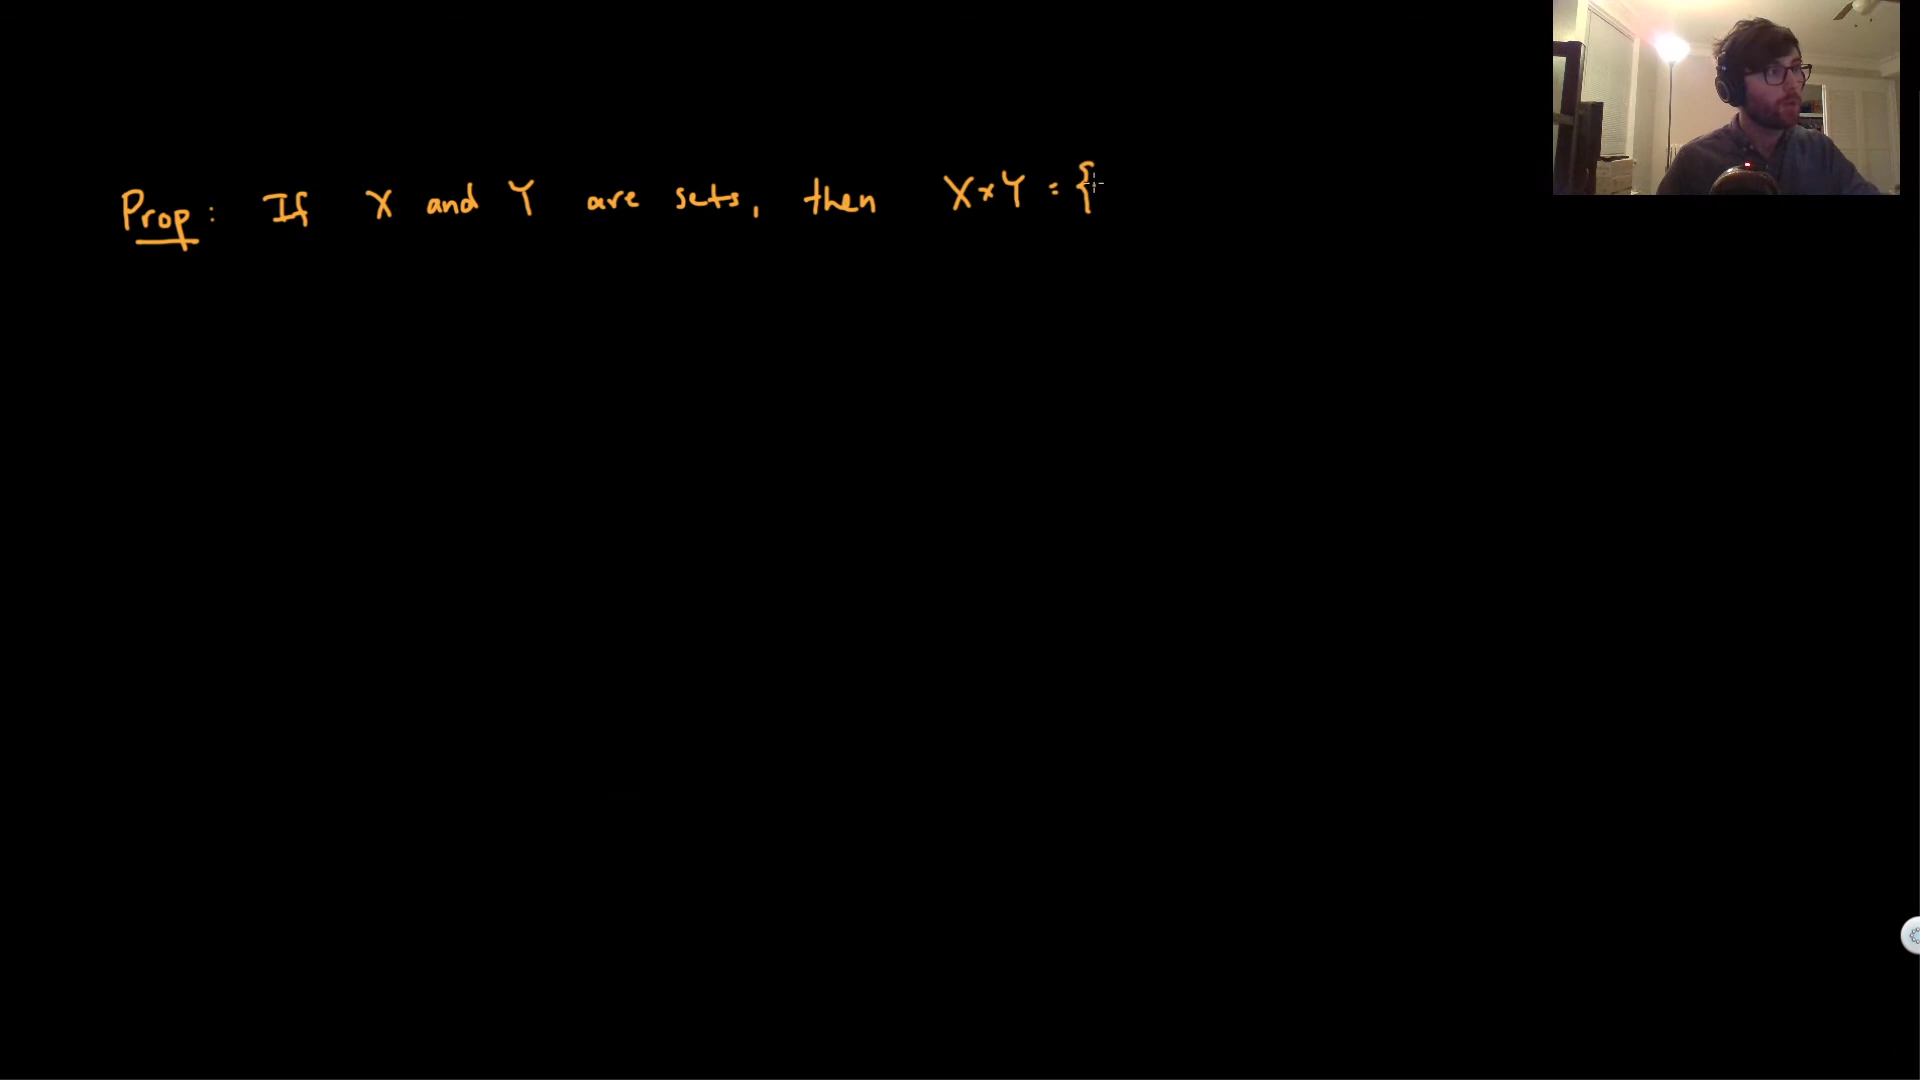 Prop: If X and Y are sets, then X×Y = {